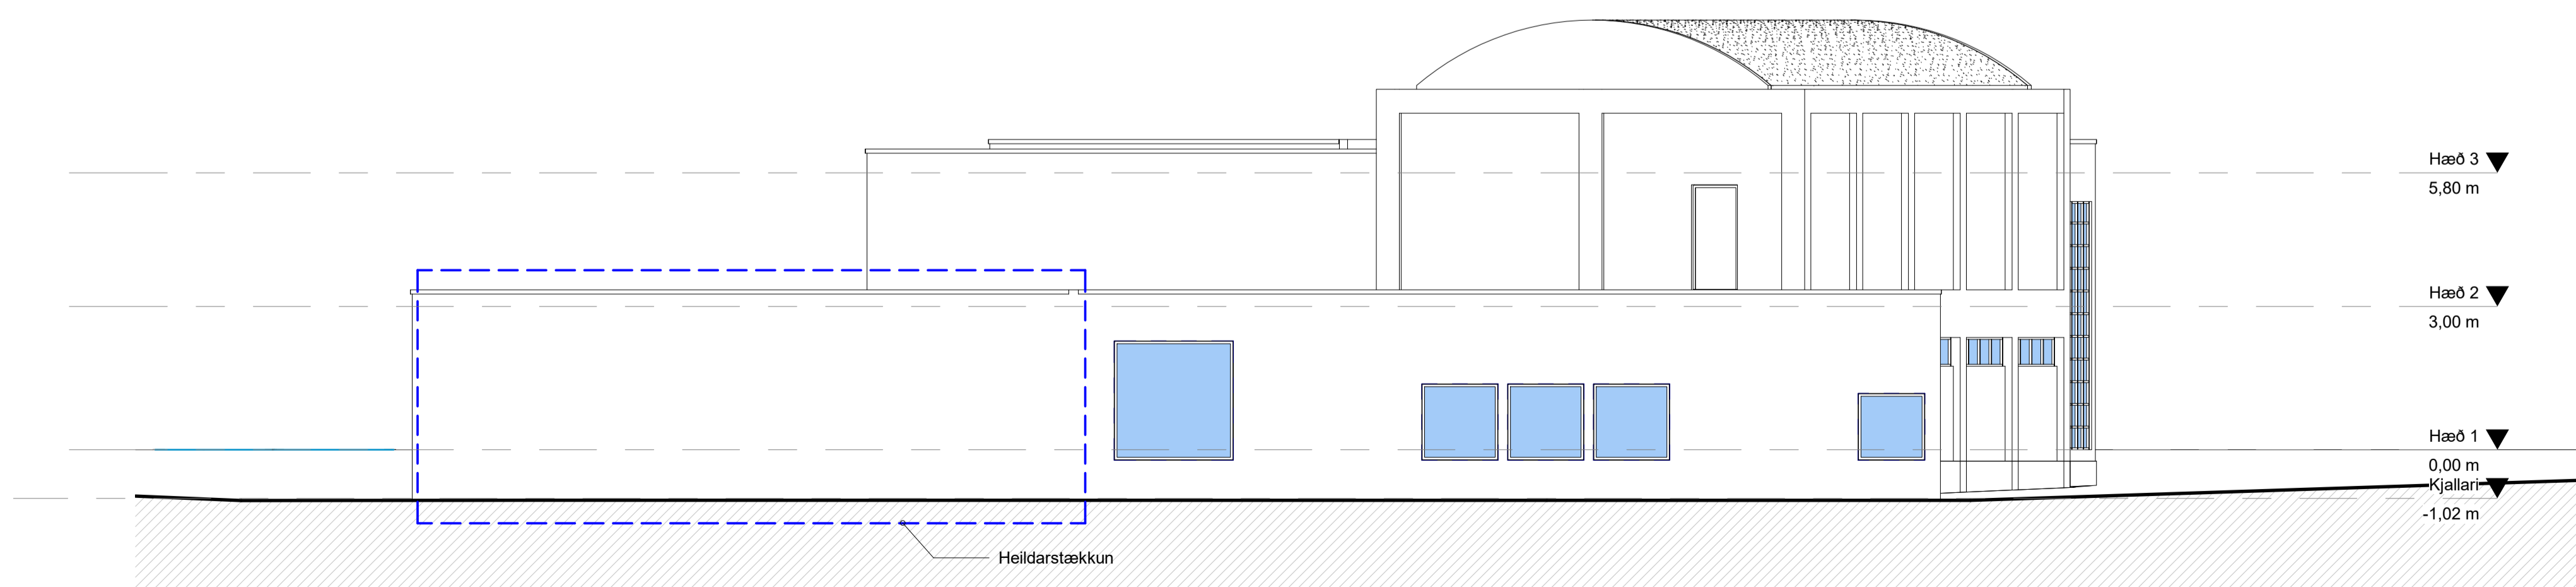 Hæð 3
5,80 m
Hæð 2
3,00 m
Hæð 1
0,00 m
Kjallari
-1,02 m
Heildarstækkun